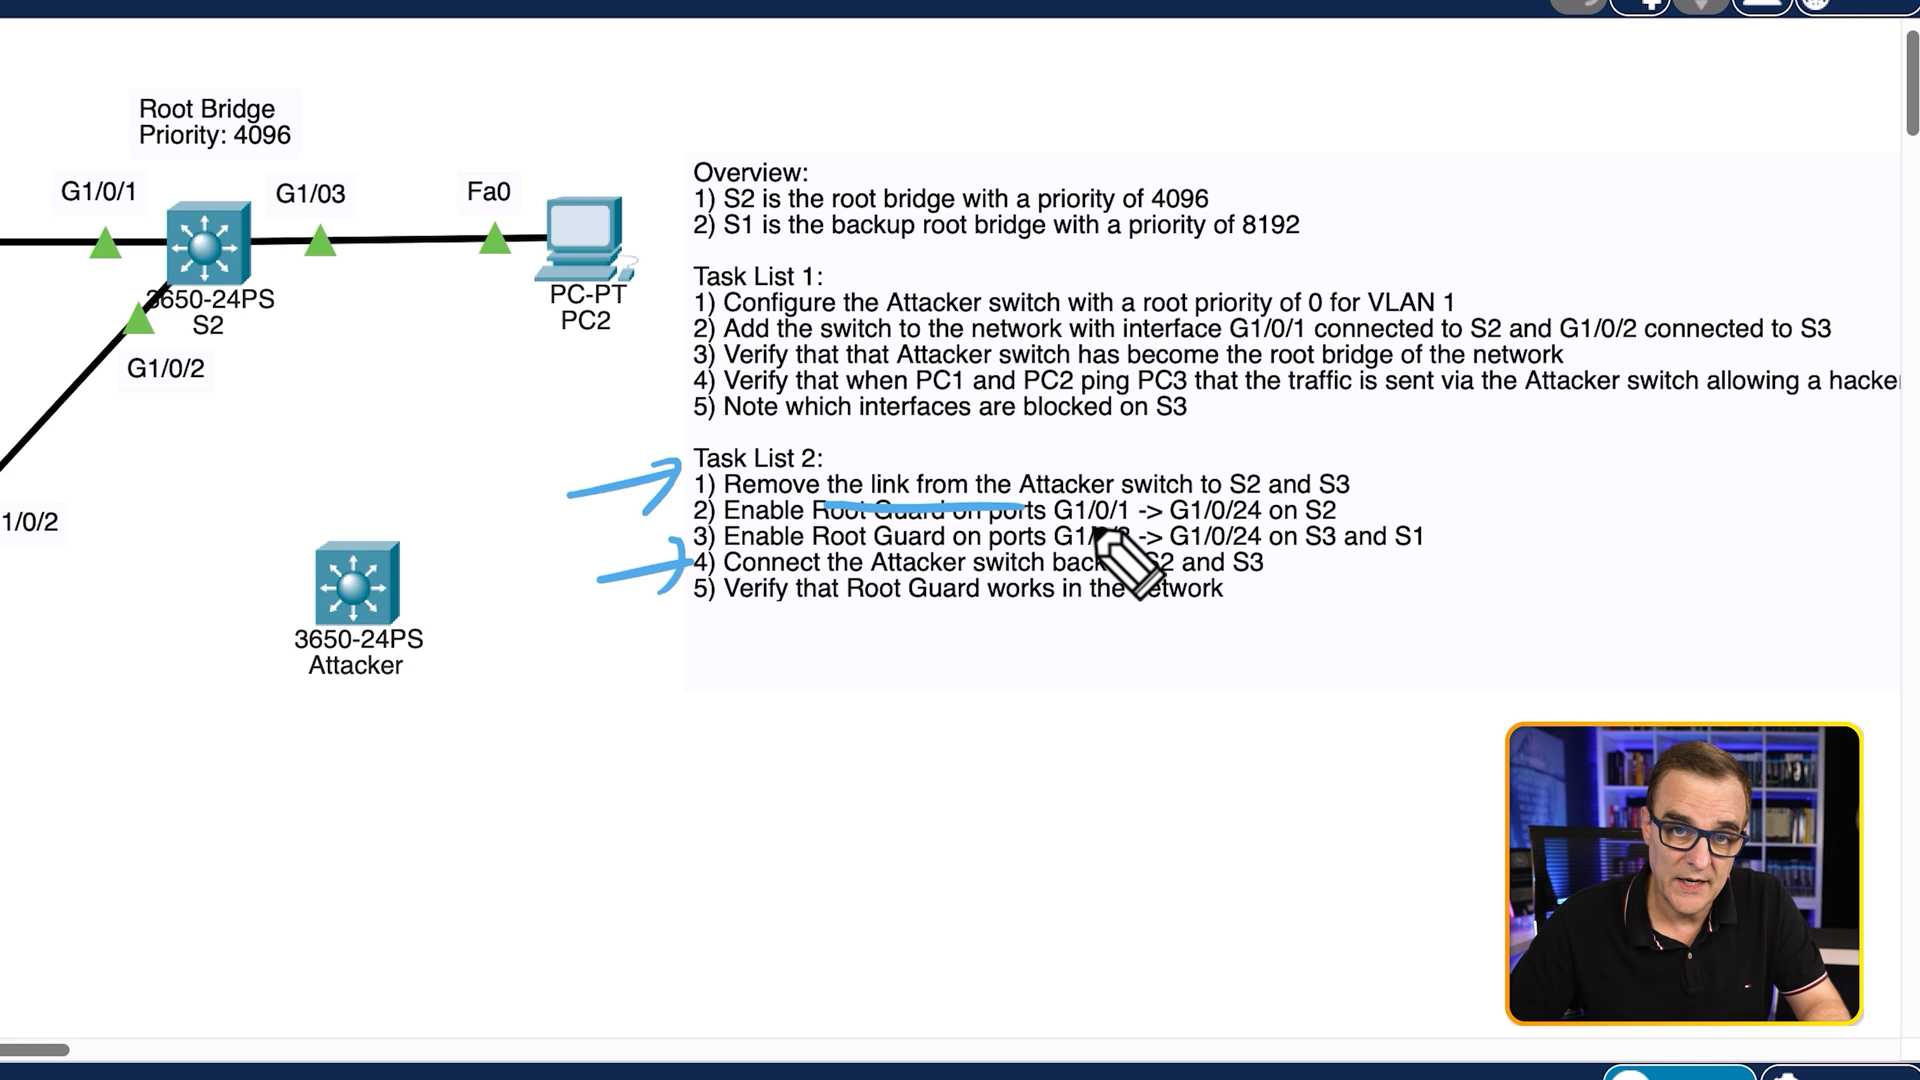 Root Bridge
Priority: 4096
G1/0/1
G1/03
Fa0
3650-24PS
S2
PC-PT
PC2
G1/0/2
1/0/2
3650-24PS
Attacker
Overview:
1) S2 is the root bridge with a priority of 4096
2) S1 is the backup root bridge with a priority of 8192
Task List 1:
1) Configure the Attacker switch with a root priority of 0 for VLAN 1
2) Add the switch to the network with interface G1/0/1 connected to S2 and G1/0/2 connected to S3
3) Verify that that Attacker switch has become the root bridge of the network
4) Verify that when PC1 and PC2 ping PC3 that the traffic is sent via the Attacker switch allowing a hacker
5) Note which interfaces are blocked on S3
Task List 2:
1) Remove the link from the Attacker switch to S2 and S3
2) Enable Root Guard on ports G1/0/1 -> G1/0/24 on S2
3) Enable Root Guard on ports -> G1/0/24 on S3 and S1
4) Connect the Attacker switch back S2 and S3
5) Verify that Root Guard works in the network